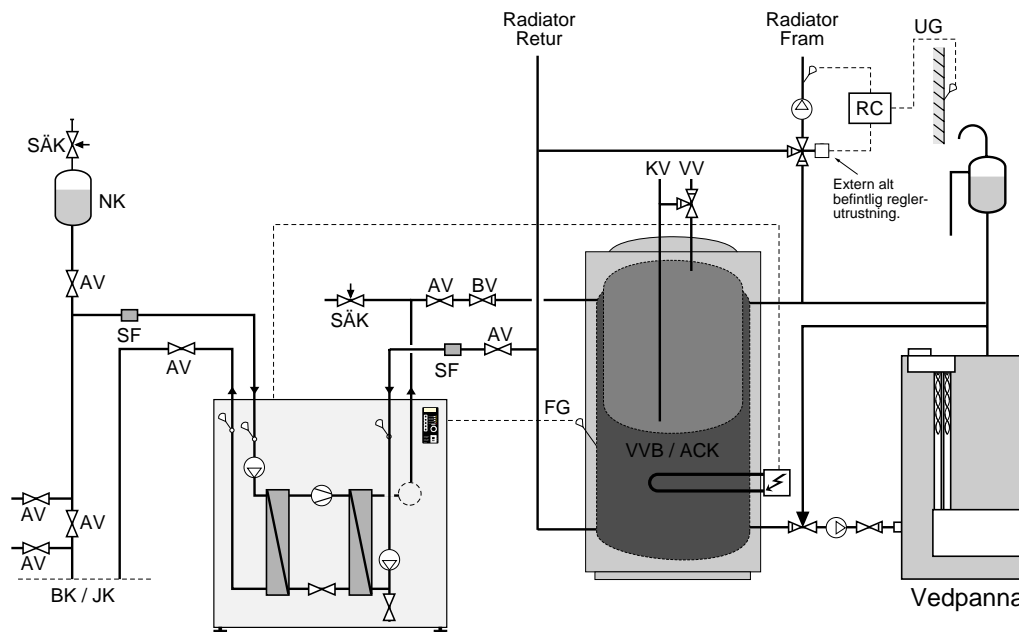 Radiator
Retur
Radiator
Fram
UG
RC
SÄK
NK
KV
VV
Extern alt
befintlig regler-
utrustning.
AV
AV
BV
SÄK
SF
AV
AV
SF
FG
VVB / ACK
AV
AV
AV
BK / JK
Vedpanna